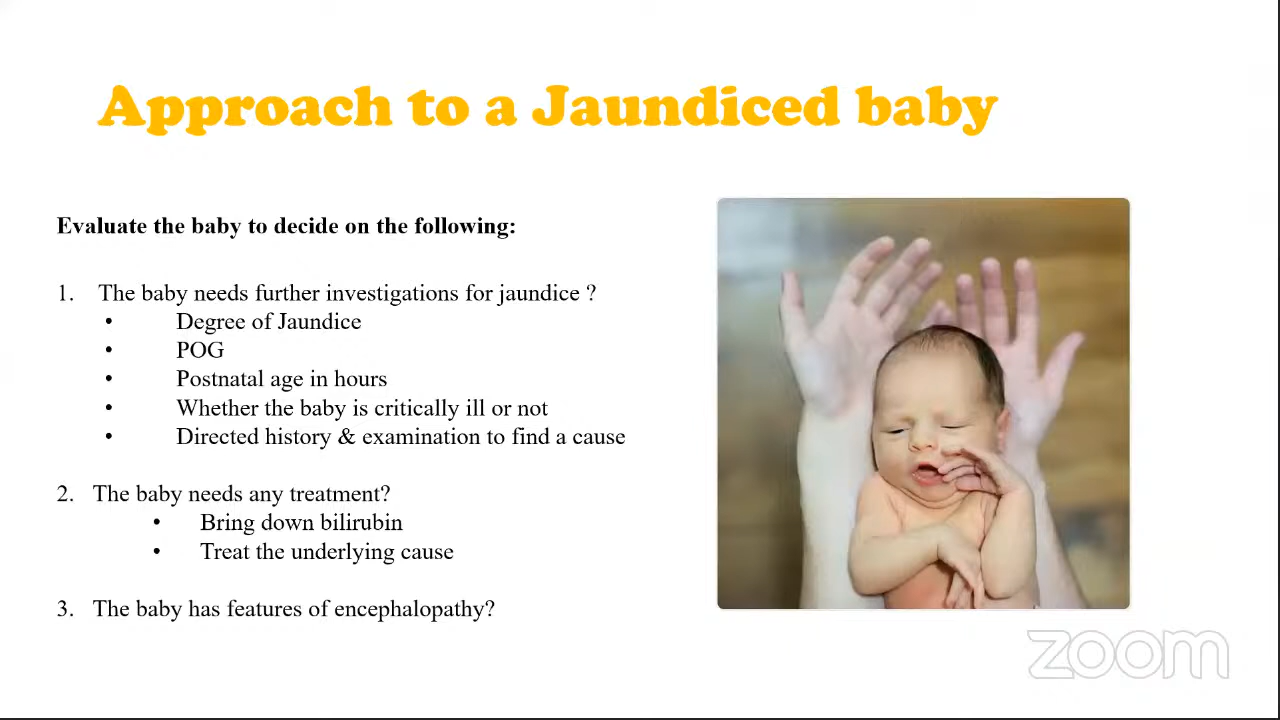 Approach to a Jaundiced baby
Evaluate the baby to decide on the following:
1. The baby needs further investigations for jaundice ?
• Degree of Jaundice
• POG
• Postnatal age in hours
• Whether the baby is critically ill or not
• Directed history & examination to find a cause
2. The baby needs any treatment?
• Bring down bilirubin
• Treat the underlying cause
3. The baby has features of encephalopathy?
zoom